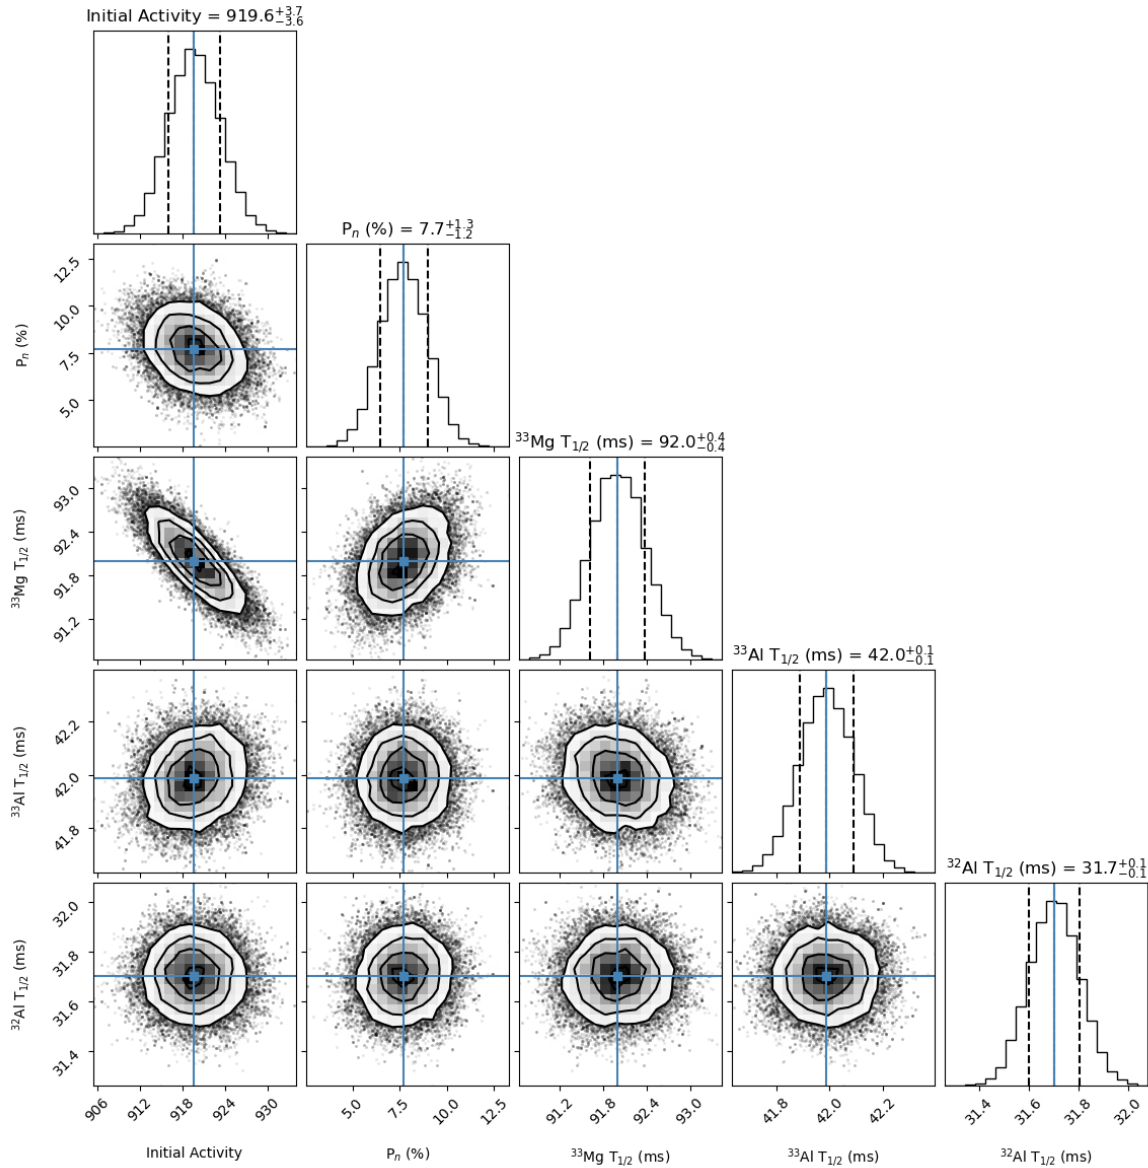 Initial Activity = 919.6+3.7−3.6
Pn (%) = 7.7+1.3−1.2
12.5
10.0
7.5
5.0
Pn (%)
33Mg T1/2 (ms) = 92.0+0.4−0.4
93.0
92.4
91.8
91.2
33Mg T1/2 (ms)
33Al T1/2 (ms) = 42.0+0.1−0.1
42.2
42.0
41.8
33Al T1/2 (ms)
32Al T1/2 (ms) = 31.7+0.1−0.1
32.0
31.8
31.6
31.4
32Al T1/2 (ms)
906 912 918 924 930
5.0 7.5 10.0 12.5
91.2 91.8 92.4 93.0
41.8 42.0 42.2
31.4 31.6 31.8 32.0
Initial Activity
Pn (%)
33Mg T1/2 (ms)
33Al T1/2 (ms)
32Al T1/2 (ms)